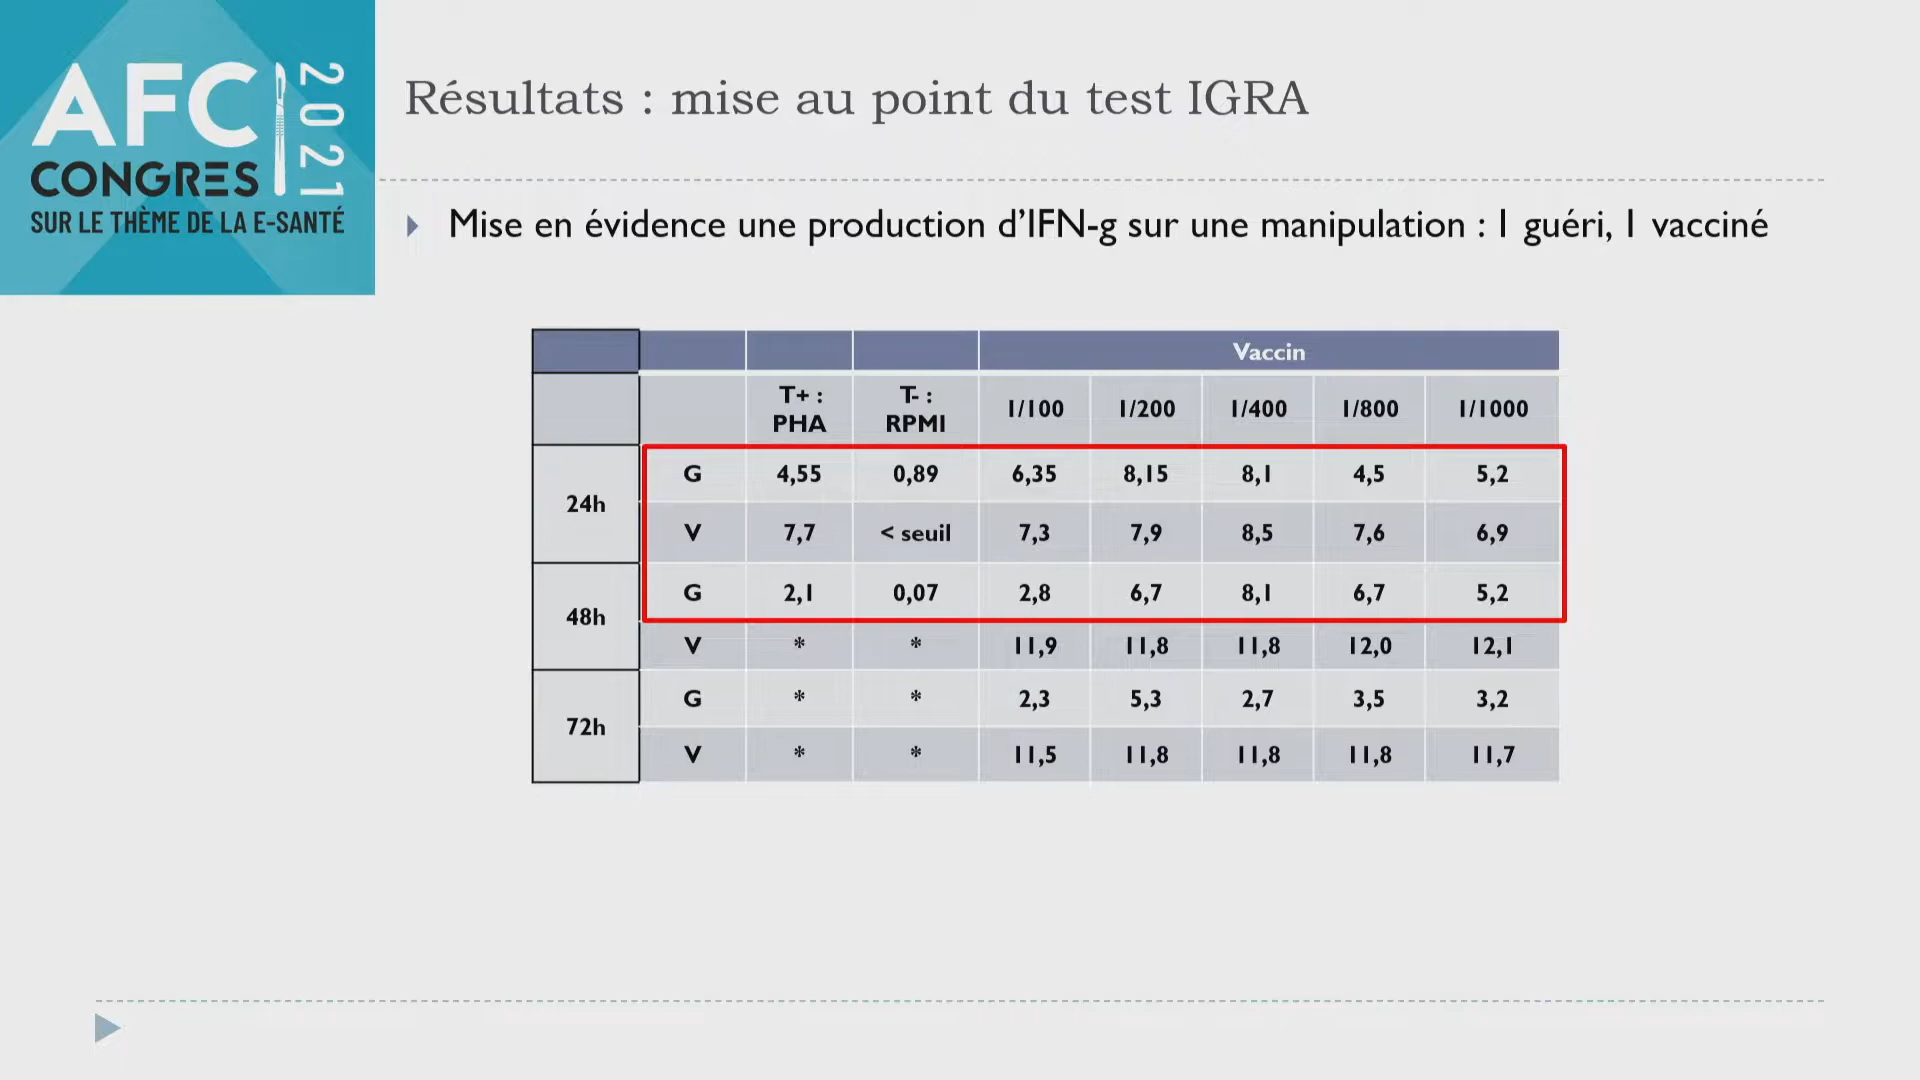 AFC
2021
CONGRES
SUR LE THÈME DE LA E-SANTÉ
Résultats : mise au point du test IGRA
Mise en évidence une production d’IFN-g sur une manipulation : 1 guéri, 1 vacciné
Vaccin
T+ : PHA T- : RPMI 1/100 1/200 1/400 1/800 1/1000
24h G 4,55 0,89 6,35 8,15 8,1 4,5 5,2
V 7,7 < seuil 7,3 7,9 8,5 7,6 6,9
48h G 2,1 0,07 2,8 6,7 8,1 6,7 5,2
V * * 11,9 11,8 11,8 12,0 12,1
72h G * * 2,3 5,3 2,7 3,5 3,2
V * * 11,5 11,8 11,8 11,8 11,7